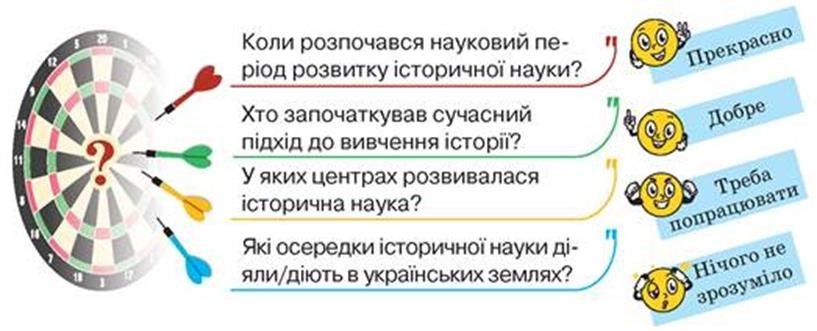 Коли розпочався науковий пе-
ріод розвитку історичної науки?
Прекрасно
Хто започаткував сучасний
підхід до вивчення історії?
Добре
У яких центрах розвивалася
історична наука?
Треба
попрацювати
Які осередки історичної науки ді-
яли/діють в українських землях?
Нічого не
зрозуміло
?